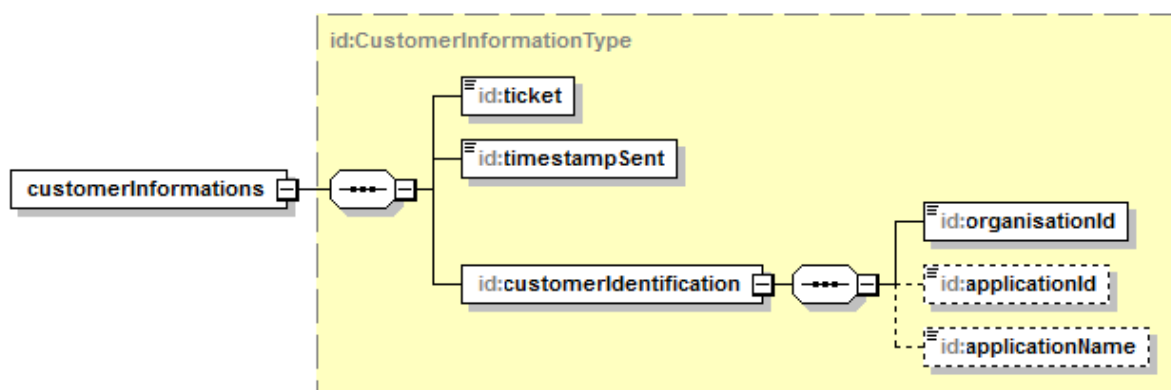 id:CustomerInformationType
id:ticket
id:timestampSent
customerInformations
id:organisationId
id:customerIdentification
id:applicationId
id:applicationName